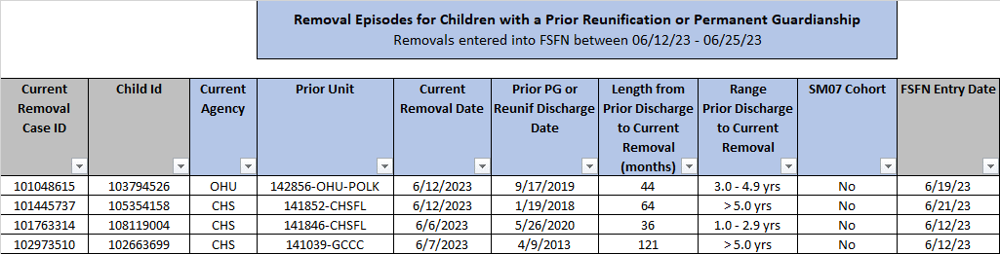 Removal Episodes for Children with a Prior Reunification or Permanent Guardianship
Removals entered into FSFN between 06/12/23 - 06/25/23
Current Removal Case ID Child Id Current Agency Prior Unit Current Removal Date Prior PG or Reunif Discharge Date Length from Prior Discharge to Current Removal (months) Range Prior Discharge to Current Removal SM07 Cohort FSFN Entry Date
101048615 103794526 OHU 142856-OHU-POLK 6/12/2023 9/17/2019 44 3.0 - 4.9 yrs No 6/19/23
101445737 105354158 CHS 141852-CHSFL 6/12/2023 1/19/2018 64 > 5.0 yrs No 6/21/23
101763314 108119004 CHS 141846-CHSFL 6/6/2023 5/26/2020 36 1.0 - 2.9 yrs No 6/12/23
102973510 102663699 CHS 141039-GCCC 6/7/2023 4/9/2013 121 > 5.0 yrs No 6/12/23